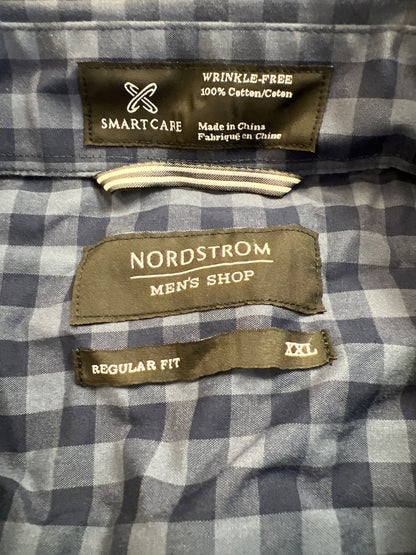 WRINKLE-FREE
100% Cotton/Coton
SMARTCARE
Made in China
Fabriqué en Chine
NORDSTROM
MEN'S SHOP
REGULAR FIT XXL